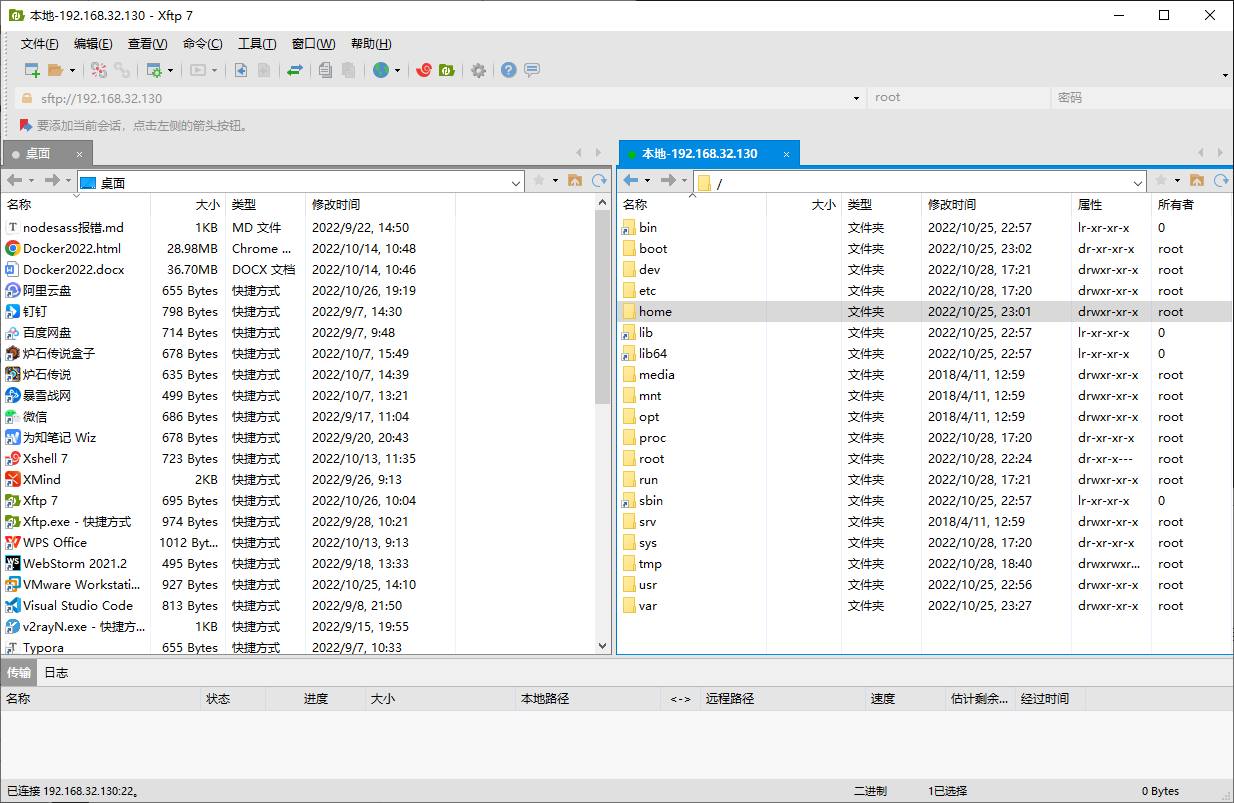 本地-192.168.32.130 - Xftp 7
文件(F) 编辑(E) 查看(V) 命令(C) 工具(T) 窗口(W) 帮助(H)
sftp://192.168.32.130 root 密码
要添加当前会话，点击左侧的箭头按钮。
桌面 ×
本地-192.168.32.130 ×
桌面
/
名称 大小 类型 修改时间
nodesass报错.md 1KB MD 文件 2022/9/22, 14:50
Docker2022.html 28.98MB Chrome ... 2022/10/14, 10:48
Docker2022.docx 36.70MB DOCX 文档 2022/10/14, 10:46
阿里云盘 655 Bytes 快捷方式 2022/10/26, 19:19
钉钉 798 Bytes 快捷方式 2022/9/7, 14:30
百度网盘 714 Bytes 快捷方式 2022/9/7, 9:48
炉石传说盒子 678 Bytes 快捷方式 2022/10/7, 15:49
炉石传说 635 Bytes 快捷方式 2022/10/7, 14:39
暴雪战网 499 Bytes 快捷方式 2022/10/7, 13:21
微信 686 Bytes 快捷方式 2022/9/17, 11:04
为知笔记 Wiz 678 Bytes 快捷方式 2022/9/20, 20:43
Xshell 7 723 Bytes 快捷方式 2022/10/13, 11:35
XMind 2KB 快捷方式 2022/9/26, 9:13
Xftp 7 695 Bytes 快捷方式 2022/10/26, 10:04
Xftp.exe - 快捷方式 974 Bytes 快捷方式 2022/9/28, 10:21
WPS Office 1012 Byt... 快捷方式 2022/10/13, 9:13
WebStorm 2021.2 495 Bytes 快捷方式 2022/9/18, 13:33
VMware Workstati... 927 Bytes 快捷方式 2022/10/25, 14:10
Visual Studio Code 813 Bytes 快捷方式 2022/9/8, 21:50
v2rayN.exe - 快捷方... 1KB 快捷方式 2022/9/15, 19:55
Typora 655 Bytes 快捷方式 2022/9/7, 10:33
名称 大小 类型 修改时间 属性 所有者
bin 文件夹 2022/10/25, 22:57 lr-xr-xr-x 0
boot 文件夹 2022/10/25, 23:02 dr-xr-xr-x root
dev 文件夹 2022/10/28, 17:21 drwxr-xr-x root
etc 文件夹 2022/10/28, 17:20 drwxr-xr-x root
home 文件夹 2022/10/25, 23:01 drwxr-xr-x root
lib 文件夹 2022/10/25, 22:57 lr-xr-xr-x 0
lib64 文件夹 2022/10/25, 22:57 lr-xr-xr-x 0
media 文件夹 2018/4/11, 12:59 drwxr-xr-x root
mnt 文件夹 2018/4/11, 12:59 drwxr-xr-x root
opt 文件夹 2018/4/11, 12:59 drwxr-xr-x root
proc 文件夹 2022/10/28, 17:20 dr-xr-xr-x root
root 文件夹 2022/10/28, 22:24 dr-xr-x--- root
run 文件夹 2022/10/28, 17:21 drwxr-xr-x root
sbin 文件夹 2022/10/25, 22:57 lr-xr-xr-x 0
srv 文件夹 2018/4/11, 12:59 drwxr-xr-x root
sys 文件夹 2022/10/28, 17:20 dr-xr-xr-x root
tmp 文件夹 2022/10/28, 18:40 drwxrwxr... root
usr 文件夹 2022/10/25, 22:56 drwxr-xr-x root
var 文件夹 2022/10/25, 23:27 drwxr-xr-x root
传输 日志
名称 状态 进度 大小 本地路径 <-> 远程路径 速度 估计剩余... 经过时间
已连接 192.168.32.130:22。 二进制 1已选择 0 Bytes